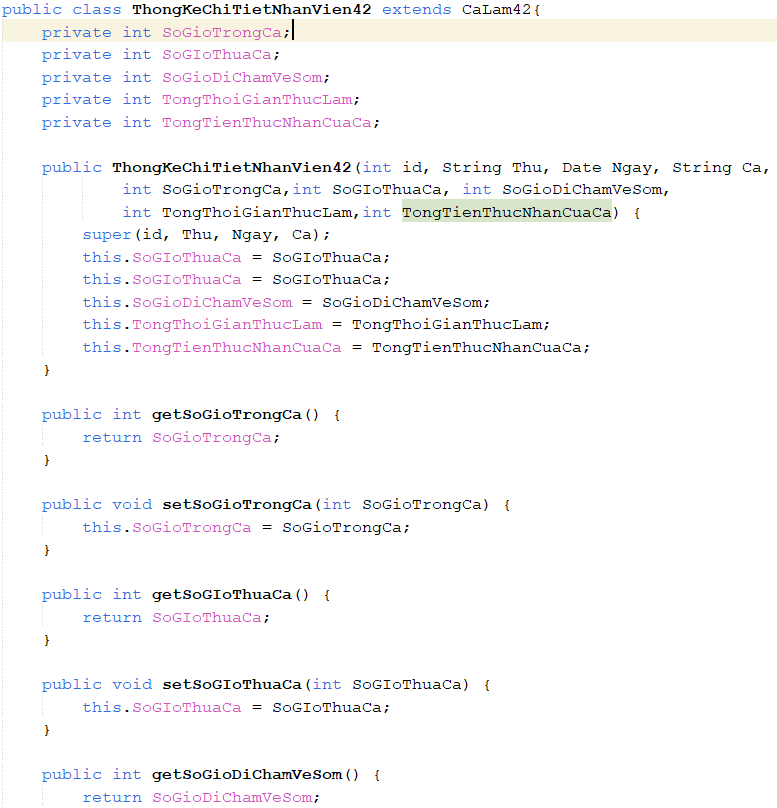 public class ThongKeChiTietNhanVien42 extends CaLam42{
private int SoGioTrongCa;
private int SoGIoThuaCa;
private int SoGioDiChamVeSom;
private int TongThoiGianThucLam;
private int TongTienThucNhanCuaCa;
public ThongKeChiTietNhanVien42(int id, String Thu, Date Ngay, String Ca,
int SoGioTrongCa,int SoGIoThuaCa, int SoGioDiChamVeSom,
int TongThoiGianThucLam,int TongTienThucNhanCuaCa) {
super(id, Thu, Ngay, Ca);
this.SoGIoThuaCa = SoGIoThuaCa;
this.SoGIoThuaCa = SoGIoThuaCa;
this.SoGioDiChamVeSom = SoGioDiChamVeSom;
this.TongThoiGianThucLam = TongThoiGianThucLam;
this.TongTienThucNhanCuaCa = TongTienThucNhanCuaCa;
}
public int getSoGioTrongCa() {
return SoGioTrongCa;
}
public void setSoGioTrongCa(int SoGioTrongCa) {
this.SoGioTrongCa = SoGioTrongCa;
}
public int getSoGIoThuaCa() {
return SoGIoThuaCa;
}
public void setSoGIoThuaCa(int SoGIoThuaCa) {
this.SoGIoThuaCa = SoGIoThuaCa;
}
public int getSoGioDiChamVeSom() {
return SoGioDiChamVeSom;